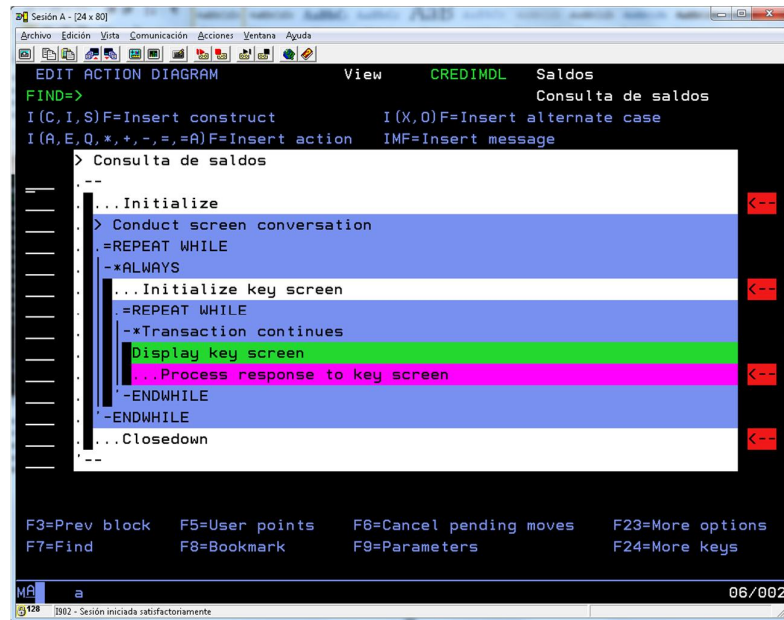 Sesión A - [24 x 80]
Archivo Edición Vista Comunicación Acciones Ventana Ayuda
EDIT ACTION DIAGRAM View CREDIMDL Saldos
FIND=> Consulta de saldos
I(C,I,S)F=Insert construct I(X,O)F=Insert alternate case
I(A,E,Q,*,+,-,=,=A)F=Insert action IMF=Insert message
> Consulta de saldos
.--
. ...Initialize <--
. > Conduct screen conversation
. .=REPEAT WHILE
. |-*ALWAYS
. | ...Initialize key screen <--
. | .=REPEAT WHILE
. | |-*Transaction continues
. | | Display key screen
. | | ...Process response to key screen <--
. | '-ENDWHILE
. '-ENDWHILE
. ...Closedown <--
'--
F3=Prev block F5=User points F6=Cancel pending moves F23=More options
F7=Find F8=Bookmark F9=Parameters F24=More keys
MA a 06/002
128 I902 - Sesión iniciada satisfactoriamente